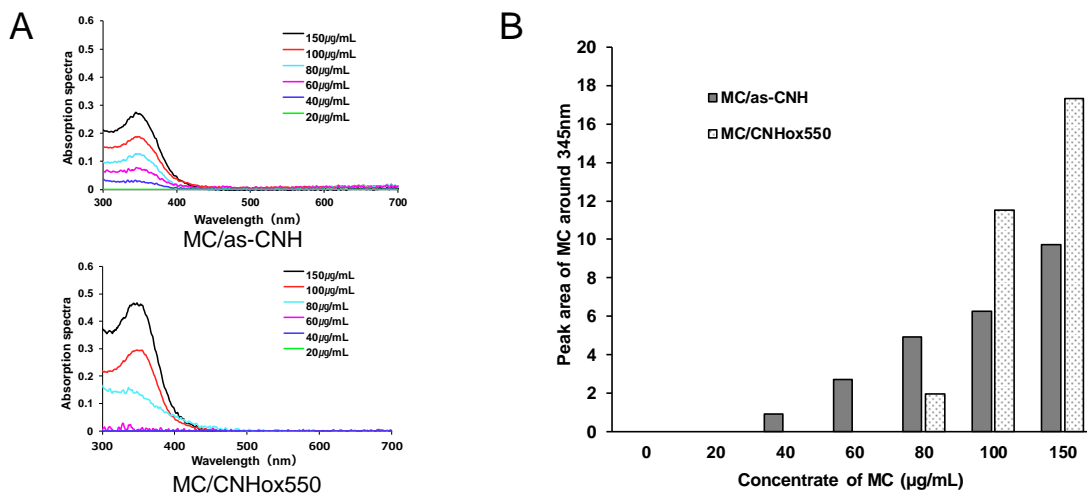 A
0.6
0.5
0.4
0.3
0.2
0.1
0
Absorption spectra
150μg/mL
100μg/mL
80μg/mL
60μg/mL
40μg/mL
20μg/mL
300 400 500 600 700
Wavelength (nm)
MC/as-CNH
0.6
0.5
0.4
0.3
0.2
0.1
0
Absorption spectra
150μg/mL
100μg/mL
80μg/mL
60μg/mL
40μg/mL
20μg/mL
300 400 500 600 700
Wavelength (nm)
MC/CNHox550
B
20
18
16
14
12
10
8
6
4
2
0
Peak area of MC around 345nm
MC/as-CNH
MC/CNHox550
0 20 40 60 80 100 150
Concentrate of MC (μg/mL)